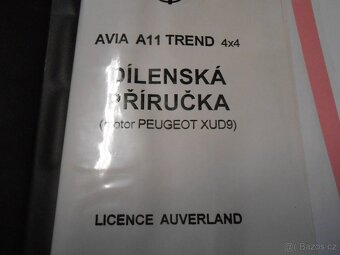 AVIA A11 TREND 4x4
DÍLENSKÁ
PŘÍRUČKA
(motor PEUGEOT XUD9)
LICENCE AUVERLAND
© Bazos.cz